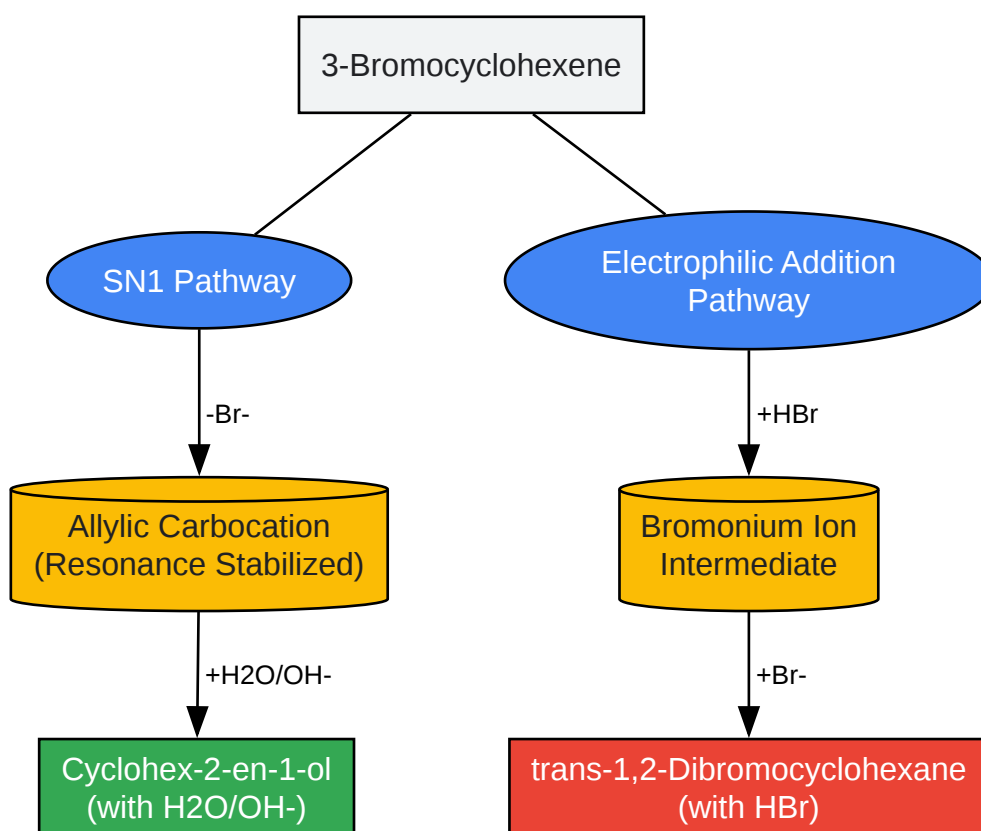 3-Bromocyclohexene
SN1 Pathway
Electrophilic Addition
Pathway
-Br-
+HBr
Allylic Carbocation
(Resonance Stabilized)
Bromonium Ion
Intermediate
+H2O/OH-
+Br-
Cyclohex-2-en-1-ol
(with H2O/OH-)
trans-1,2-Dibromocyclohexane
(with HBr)